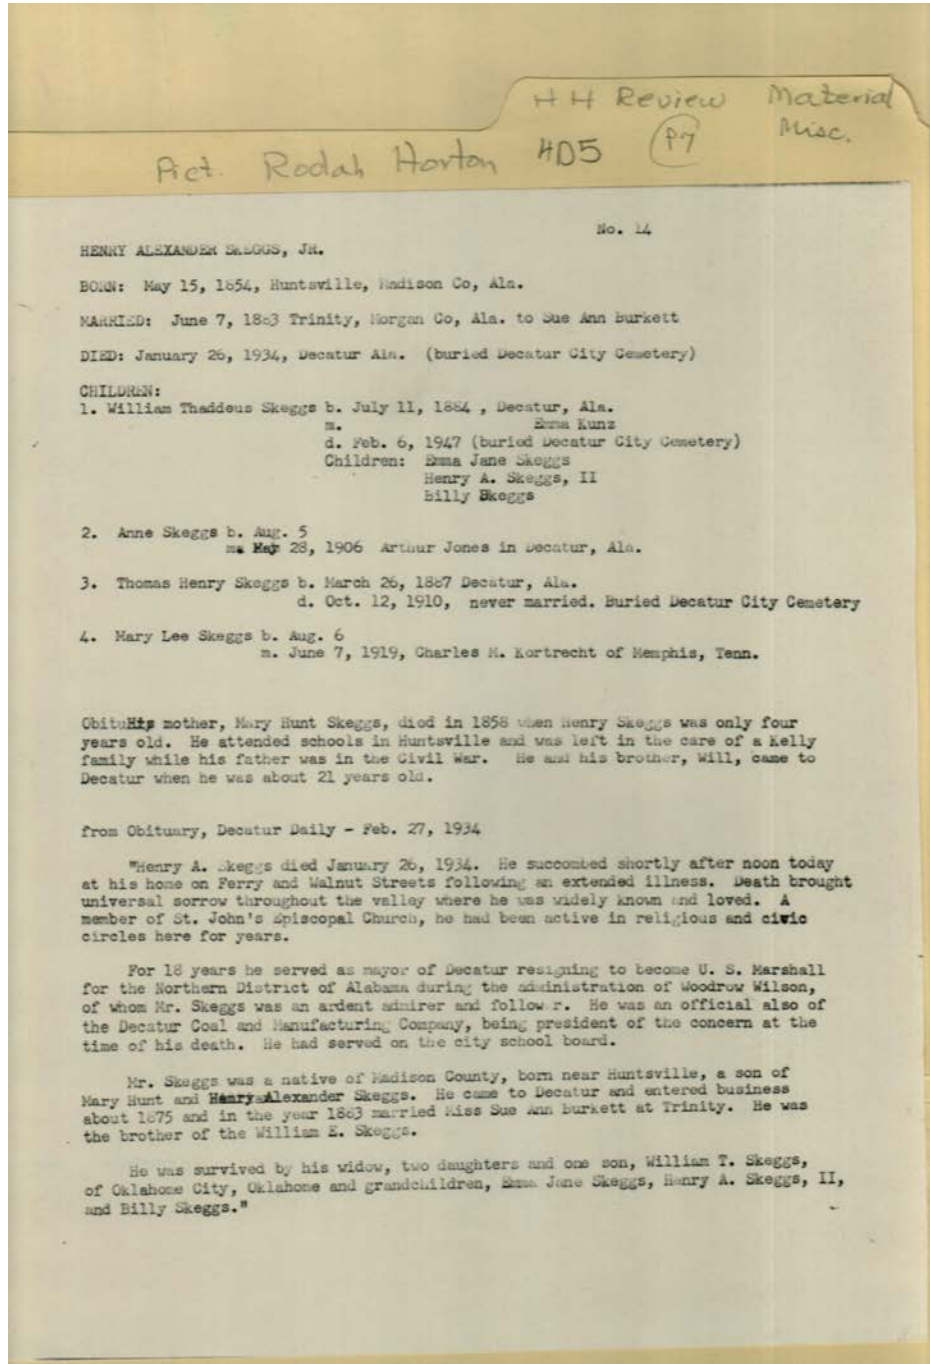 H H Review Material
Misc.
Pict. Rodah Horton 4D5 P7
No. 14
HENRY ALEXANDER SKEGGS, JR.
BORN: May 15, 1854, Huntsville, Madison Co, Ala.
MARRIED: June 7, 1883 Trinity, Morgan Co, Ala. to Sue Ann Burkett
DIED: January 26, 1934, Decatur Ala. (buried Decatur City Cemetery)
CHILDREN:
1. William Thaddeus Skeggs b. July 11, 1884 , Decatur, Ala.
m. Emma Kunz
d. Feb. 6, 1947 (buried Decatur City Cemetery)
Children: Emma Jane Skeggs
Henry A. Skeggs, II
Billy Skeggs
2. Anne Skeggs b. Aug. 5
m. May 28, 1906 Arthur Jones in Decatur, Ala.
3. Thomas Henry Skeggs b. March 26, 1887 Decatur, Ala.
d. Oct. 12, 1910, never married. Buried Decatur City Cemetery
4. Mary Lee Skeggs b. Aug. 6
m. June 7, 1919, Charles M. Kortrecht of Memphis, Tenn.
ObituHis mother, Mary Hunt Skeggs, died in 1858 when Henry Skeggs was only four
years old. He attended schools in Huntsville and was left in the care of a Kelly
family while his father was in the Civil War. He and his brother, Will, came to
Decatur when he was about 21 years old.
from Obituary, Decatur Daily - Feb. 27, 1934
"Henry A. Skeggs died January 26, 1934. He succombed shortly after noon today
at his home on Ferry and Walnut Streets following an extended illness. Death brought
universal sorrow throughout the valley where he was widely known and loved. A
member of St. John's Episcopal Church, he had been active in religious and civic
circles here for years.
For 18 years he served as mayor of Decatur resigning to become U. S. Marshall
for the Northern District of Alabama during the administration of Woodrow Wilson,
of whom Mr. Skeggs was an ardent admirer and follow r. He was an official also of
the Decatur Coal and Manufacturing Company, being president of the concern at the
time of his death. He had served on the city school board.
Mr. Skeggs was a native of Madison County, born near Huntsville, a son of
Mary Hunt and Henry Alexander Skeggs. He came to Decatur and entered business
about 1875 and in the year 1883 married Miss Sue Ann Burkett at Trinity. He was
the brother of the William E. Skeggs.
He was survived by his widow, two daughters and one son, William T. Skeggs,
of Oklahome City, Oklahome and grandchildren, Emma Jane Skeggs, Henry A. Skeggs, II,
and Billy Skeggs."